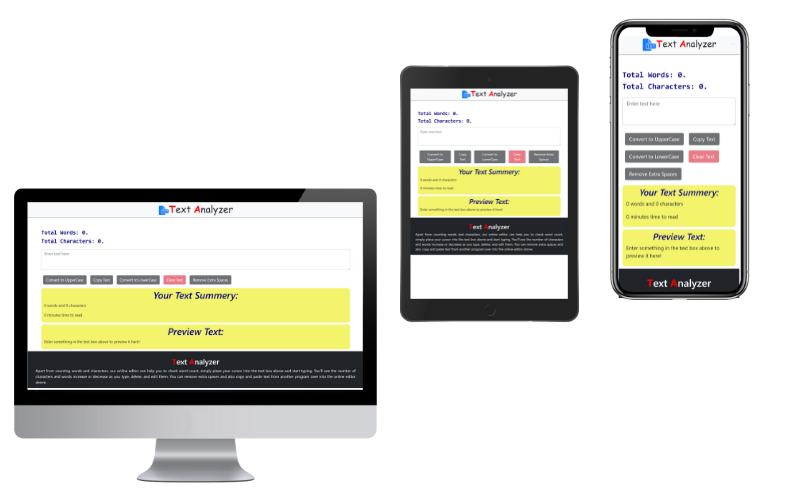 Text Analyzer
Total Words: 0.
Total Characters: 0.
Enter text here
Convert to UpperCase
Copy Text
Convert to LowerCase
Clear Text
Remove Extra Spaces
Your Text Summery:
0 words and 0 characters
0 minutes time to read
Preview Text:
Enter something in the text box above to preview it here!
Text Analyzer
Apart from counting words and characters, our online editor can help you to check word count, simply place your cursor into the text box above and start typing. You'll see the number of
characters and words increase or decrease as you type, delete, and edit them. You can remove extra spaces and also copy and paste text from another program over into the online editor
above.
Text Analyzer
Total Words: 0.
Total Characters: 0.
Enter text here
Convert to
UpperCase
Copy
Text
Convert to
LowerCase
Clear
Text
Remove Extra
Spaces
Your Text Summery:
0 words and 0 characters
0 minutes time to read
Preview Text:
Enter something in the text box above to preview it here!
Text Analyzer
Apart from counting words and characters, our online editor can help you to check word count,
simply place your cursor into the text box above and start typing. You'll see the number of characters
and words increase or decrease as you type, delete, and edit them. You can remove extra spaces and
also copy and paste text from another program over into the online editor above.
Text Analyzer
Total Words: 0.
Total Characters: 0.
Enter text here
Convert to UpperCase
Copy Text
Convert to LowerCase
Clear Text
Remove Extra Spaces
Your Text Summery:
0 words and 0 characters
0 minutes time to read
Preview Text:
Enter something in the text box above to
preview it here!
Text Analyzer